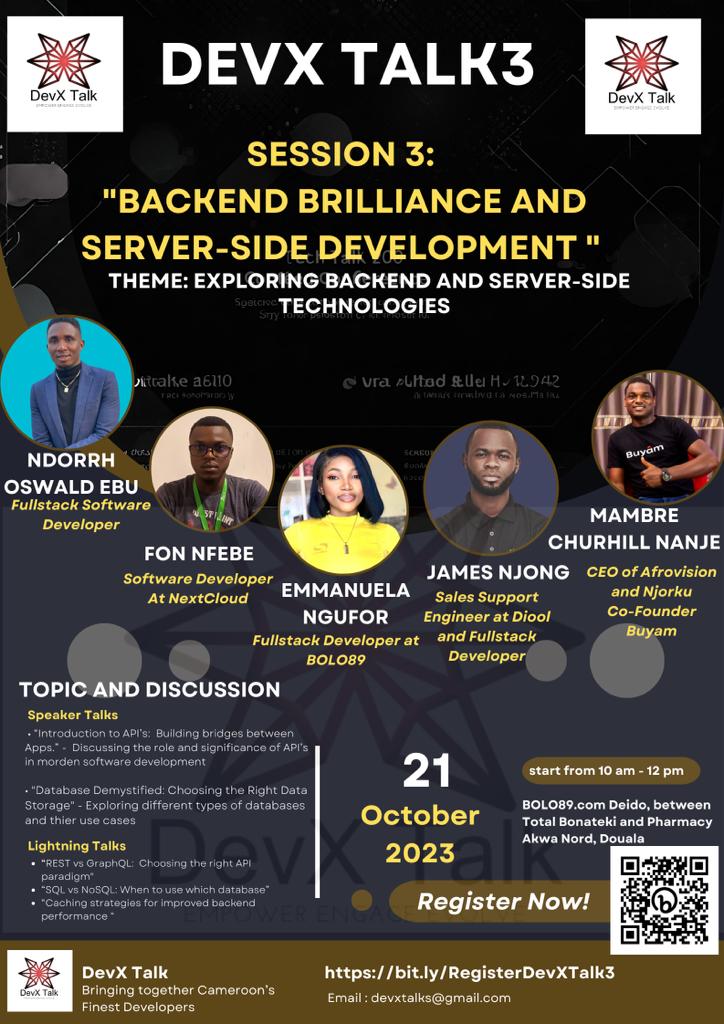 DevX Talk
EMPOWER ENGAGE EVOLVE
DEVX TALK3
DevX Talk
EMPOWER ENGAGE EVOLVE
SESSION 3:
"BACKEND BRILLIANCE AND
SERVER-SIDE DEVELOPMENT "
THEME: EXPLORING BACKEND AND SERVER-SIDE
TECHNOLOGIES
NDORRH
OSWALD EBU
Fullstack Software
Developer
FON NFEBE
Software Developer
At NextCloud
EMMANUELA
NGUFOR
Fullstack Developer at
BOLO89
JAMES NJONG
Sales Support
Engineer at Diool
and Fullstack
Developer
Buyam
MAMBRE
CHURHILL NANJE
CEO of Afrovision
and Njorku
Co-Founder
Buyam
TOPIC AND DISCUSSION
Speaker Talks
• "Introduction to API's: Building bridges between
Apps." - Discussing the role and significance of API's
in morden software development
• "Database Demystified: Choosing the Right Data
Storage" - Exploring different types of databases
and thier use cases
Lightning Talks
• "REST vs GraphQL: Choosing the right API
paradigm"
• "SQL vs NoSQL: When to use which database"
• "Caching strategies for improved backend
performance "
21
October
2023
start from 10 am - 12 pm
BOLO89.com Deido, between
Total Bonateki and Pharmacy
Akwa Nord, Douala
Register Now!
DevX Talk
EMPOWER ENGAGE EVOLVE
DevX Talk
DevX Talk
Bringing together Cameroon's
Finest Developers
https://bit.ly/RegisterDevXTalk3
Email : devxtalks@gmail.com